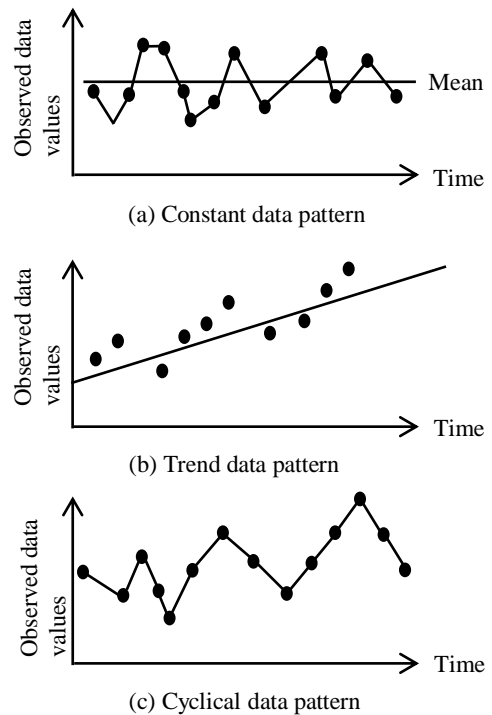 Observed data
values
Mean
Time
(a) Constant data pattern
Observed data
values
Time
(b) Trend data pattern
Observed data
values
Time
(c) Cyclical data pattern